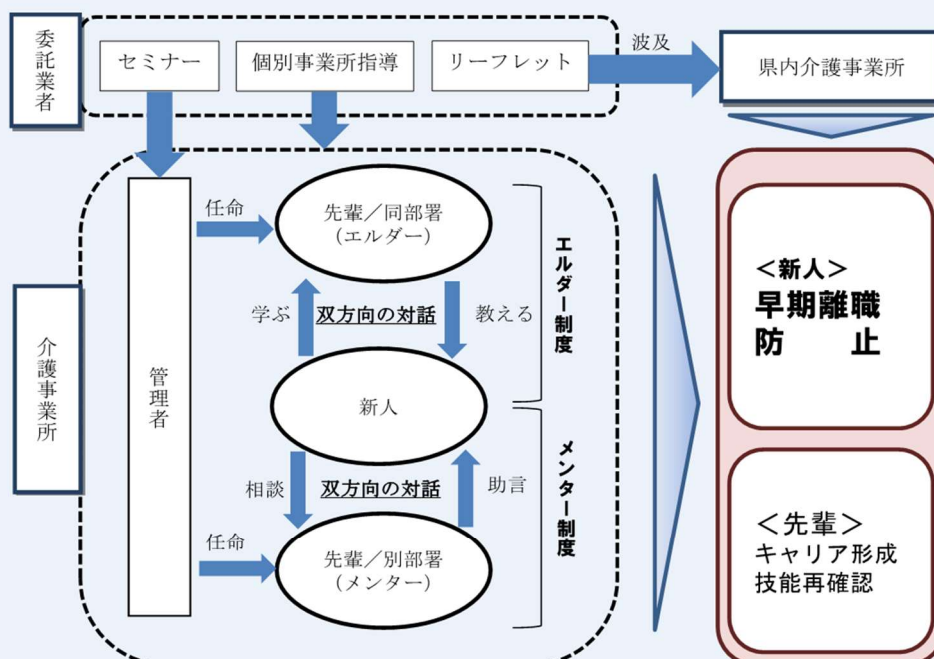 委託業者
セミナー
個別事業所指導
リーフレット
波及
県内介護事業所
介護事業所
管理者
任命
先輩/同部署
(エルダー)
学ぶ
双方向の対話
教える
エルダー制度
新人
相談
双方向の対話
助言
メンター制度
任命
先輩/別部署
(メンター)
<新人>
早期離職
防　止
<先輩>
キャリア形成
技能再確認